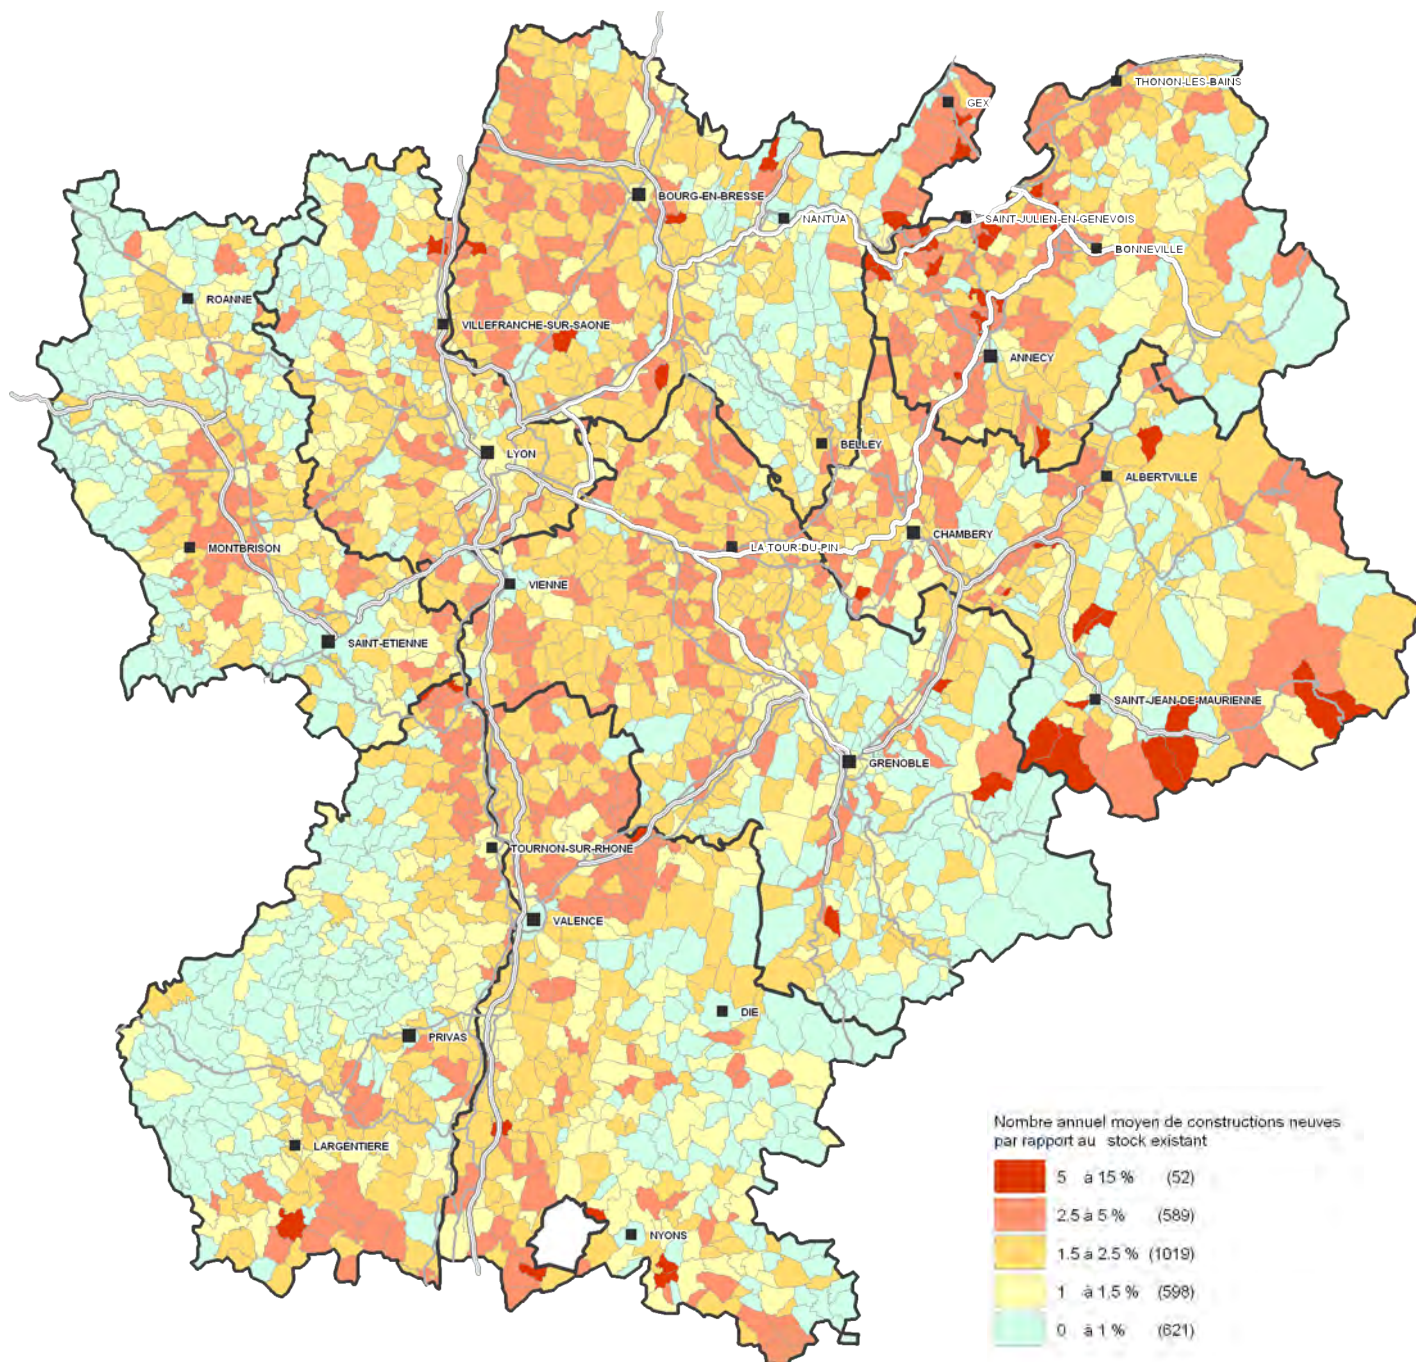 THONON-LES-BAINS
GEX
BOURG-EN-BRESSE
NANTUA
SAINT-JULIEN-EN-GENEVOIS
BONNEVILLE
ROANNE
VILLEFRANCHE-SUR-SAONE
ANNECY
BELLEY
LYON
ALBERTVILLE
CHAMBERY
MONTBRISON
LA TOUR-DU-PIN
VIENNE
SAINT-ETIENNE
SAINT-JEAN-DE-MAURIENNE
GRENOBLE
TOURNON-SUR-RHONE
VALENCE
DIE
PRIVAS
LARGENTIERE
NYONS
Nombre annuel moyen de constructions neuves
par rapport au stock existant
5 à 15 % (52)
2,5 à 5 % (589)
1.5 à 2.5 % (1019)
1 à 1,5 % (598)
0 à 1 % (621)